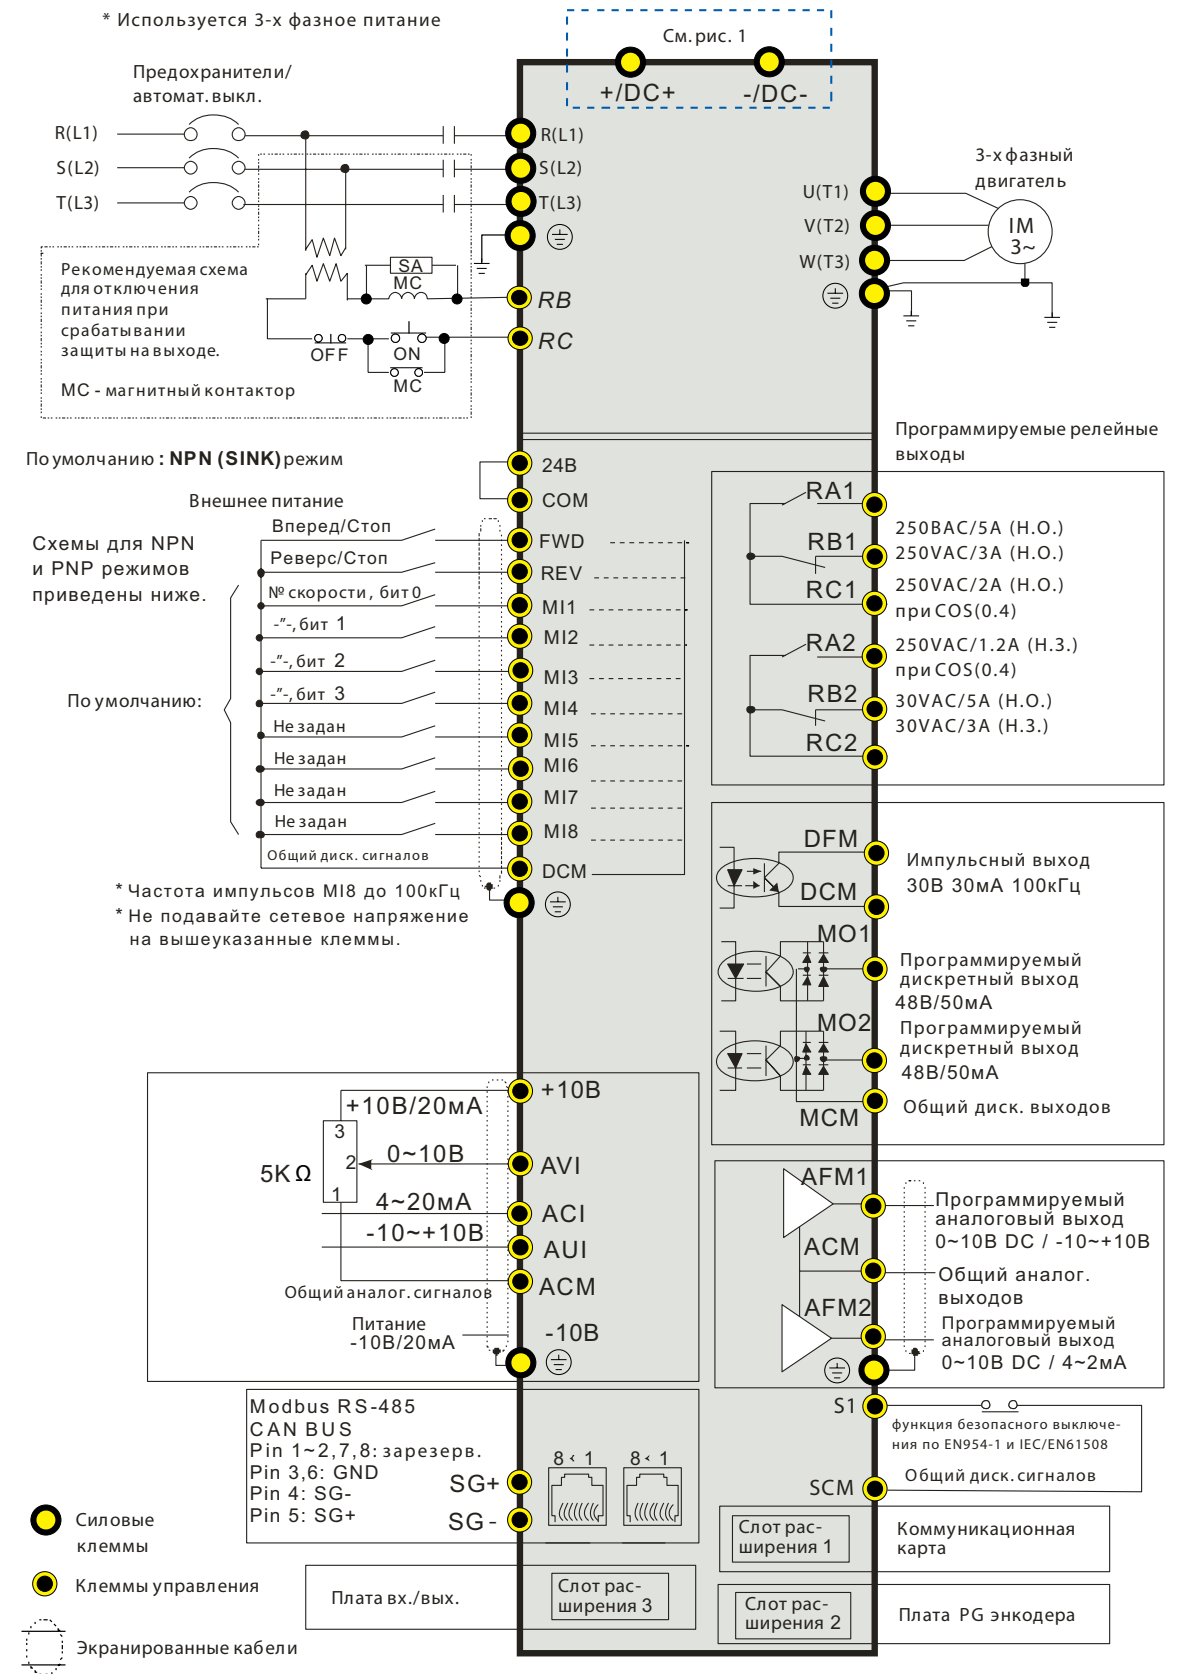 * Используется 3-х фазное питание
См. рис. 1
+/DC+
-/DC-
Предохранители/
автомат. выкл.
R(L1)
S(L2)
T(L3)
R(L1)
S(L2)
T(L3)
U(T1)
V(T2)
W(T3)
3-х фазный
двигатель
IM
3~
Рекомендуемая схема
для отключения
питания при
срабатывании
защиты на выходе.
МС - магнитный контактор
SA
MC
OFF
ON
MC
RB
RC
По умолчанию : NPN (SINK) режим
24В
COM
Внешнее питание
Схемы для NPN
и PNP режимов
приведены ниже.
По умолчанию:
Вперед/Стоп
FWD
Реверс/Стоп
REV
№ скорости, бит 0
MI1
-"-, бит 1
MI2
-"-, бит 2
MI3
-"-, бит 3
MI4
Не задан
MI5
Не задан
MI6
Не задан
MI7
Не задан
MI8
Общий диск. сигналов
DCM
* Частота импульсов MI8 до 100кГц
* Не подавайте сетевое напряжение
на вышеуказанные клеммы.
Программируемые релейные
выходы
RA1
RB1
RC1
RA2
RB2
RC2
250ВАС/5А (Н.О.)
250VAC/3A (Н.О.)
250VAC/2A (Н.О.)
при COS(0.4)
250VAC/1.2A (Н.З.)
при COS(0.4)
30VAC/5A (Н.О.)
30VAC/3A (Н.З.)
DFM
DCM
Импульсный выход
30В 30мА 100кГц
MO1
Программируемый
дискретный выход
48В/50мА
MO2
Программируемый
дискретный выход
48В/50мА
MCM
Общий диск. выходов
+10В/20мА
+10В
3
2
1
5K Ω
0~10В
AVI
4~20мА
ACI
-10~+10В
AUI
Общий аналог. сигналов
ACM
Питание
-10В/20мА
-10В
AFM1
Программируемый
аналоговый выход
0~10В DC / -10~+10В
ACM
Общий аналог.
выходов
AFM2
Программируемый
аналоговый выход
0~10В DC / 4~2мА
S1
функция безопасного выключе-
ния по EN954-1 и IEC/EN61508
Общий диск. сигналов
SCM
Modbus RS-485
CAN BUS
Pin 1~2,7,8: зарезерв.
Pin 3,6: GND
Pin 4: SG-
Pin 5: SG+
SG+
SG-
8 < 1
8 < 1
Слот рас-
ширения 1
Коммуникационная
карта
Плата вх./вых.
Слот рас-
ширения 3
Слот рас-
ширения 2
Плата PG энкодера
Силовые
клеммы
Клеммы управления
Экранированные кабели